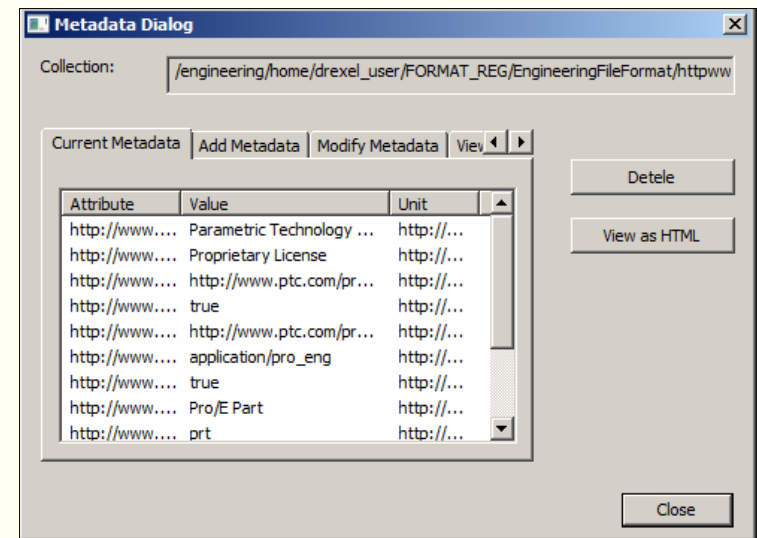 Metadata Dialog
Collection: /engineering/home/drexel_user/FORMAT_REG/EngineeringFileFormat/httpww
Current Metadata Add Metadata Modify Metadata View
Detele
View as HTML
Attribute Value Unit
http://www.... Parametric Technology ... http://...
http://www.... Proprietary License http://...
http://www.... http://www.ptc.com/pr... http://...
http://www.... true http://...
http://www.... http://www.ptc.com/pr... http://...
http://www.... application/pro_eng http://...
http://www.... true http://...
http://www.... Pro/E Part http://...
http://www.... prt http://...
Close